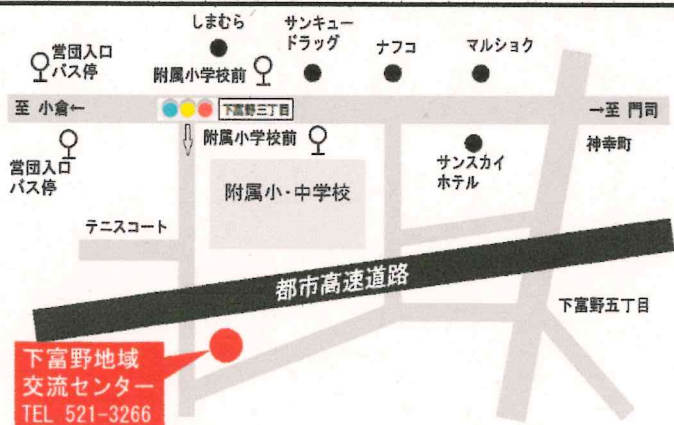 しまむら
サンキュー
ドラッグ
ナフコ
マルショク
営団入口
バス停
附属小学校前
至 小倉←
下富野三丁目
→至 門司
営団入口
バス停
附属小学校前
サンスカイ
ホテル
神幸町
附属小・中学校
テニスコート
都市高速道路
下富野五丁目
下富野地域
交流センター
TEL 521-3266